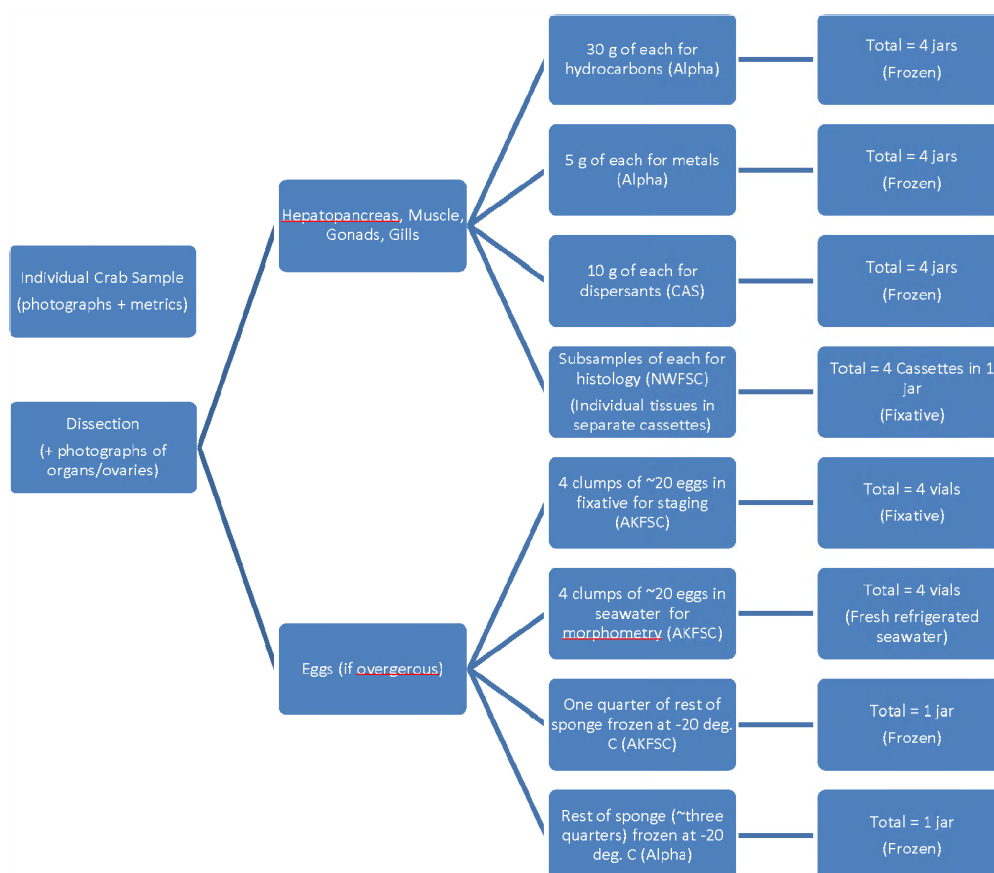 Individual Crab Sample
(photographs + metrics)
Dissection
(+ photographs of
organs/ovaries)
Hepatopancreas, Muscle,
Gonads, Gills
Eggs (if overgerous)
30 g of each for
hydrocarbons (Alpha)
Total = 4 jars
(Frozen)
5 g of each for metals
(Alpha)
Total = 4 jars
(Frozen)
10 g of each for
dispersants (CAS)
Total = 4 jars
(Frozen)
Subsamples of each for
histology (NWFSC)
(Individual tissues in
separate cassettes)
Total = 4 Cassettes in 1
jar
(Fixative)
4 clumps of ~20 eggs in
fixative for staging
(AKFSC)
Total = 4 vials
(Fixative)
4 clumps of ~20 eggs in
seawater for
morphometry (AKFSC)
Total = 4 vials
(Fresh refrigerated
seawater)
One quarter of rest of
sponge frozen at -20 deg.
C (AKFSC)
Total = 1 jar
(Frozen)
Rest of sponge (~three
quarters) frozen at -20
deg. C (Alpha)
Total = 1 jar
(Frozen)